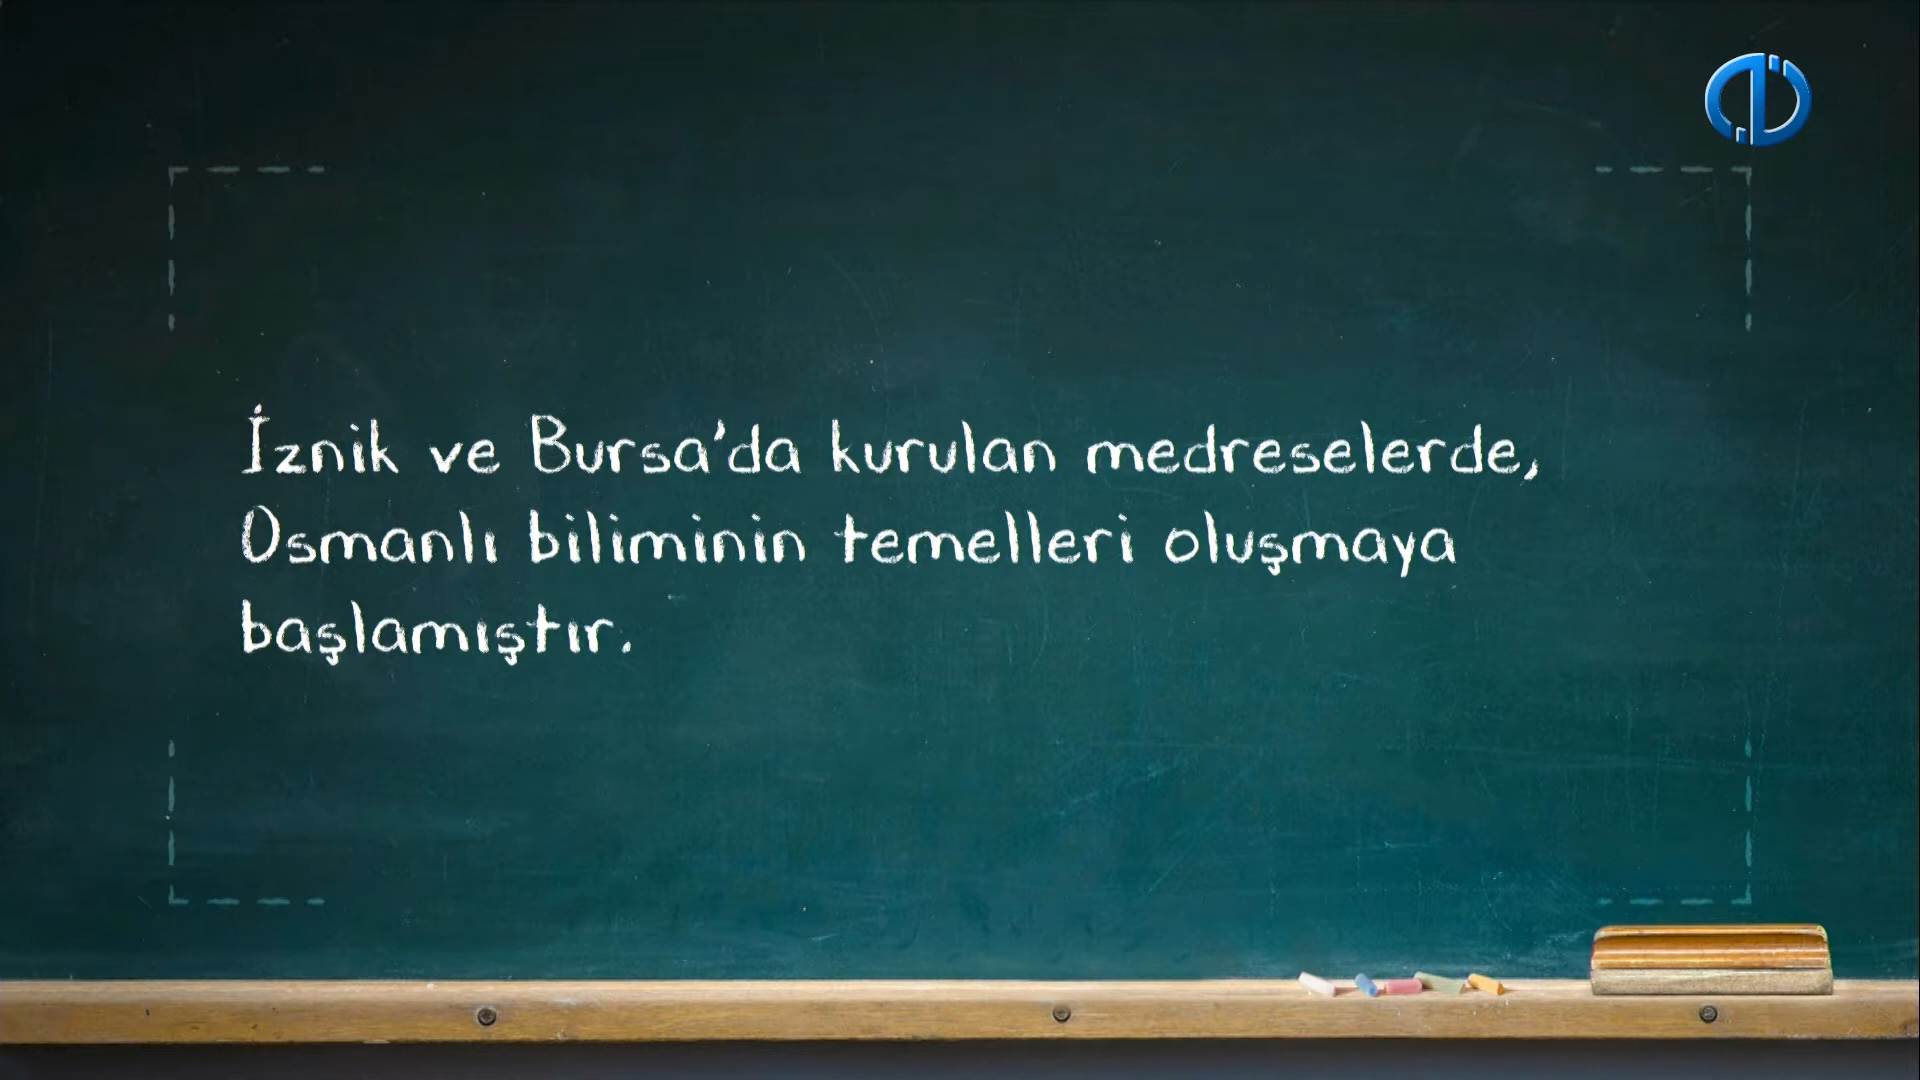 İznik ve Bursa'da kurulan medreselerde,
Osmanlı biliminin temelleri oluşmaya
başlamıştır.